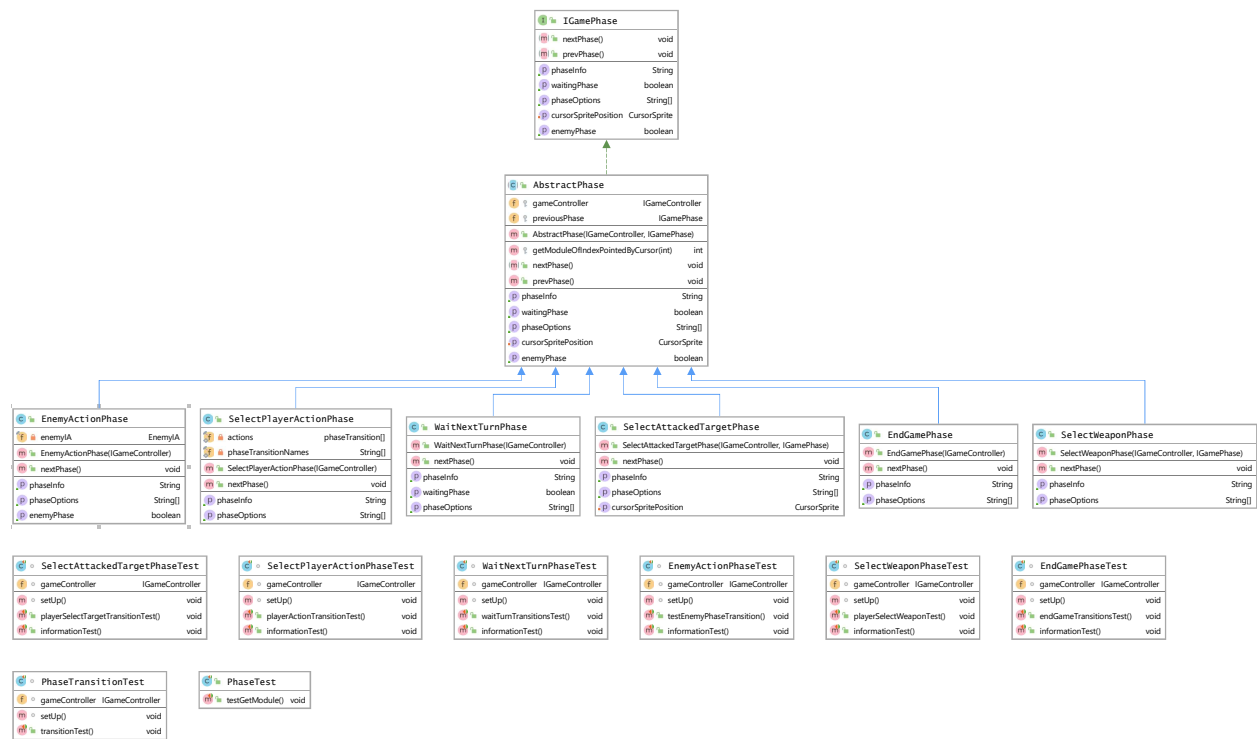 IGamePhase
nextPhase() void
prevPhase() void
phaseInfo String
waitingPhase boolean
phaseOptions String[]
cursorSpritePosition CursorSprite
enemyPhase boolean
AbstractPhase
gameController IGameController
previousPhase IGamePhase
AbstractPhase(IGameController, IGamePhase)
getModuleOfIndexPointedByCursor(int) int
nextPhase() void
prevPhase() void
phaseInfo String
waitingPhase boolean
phaseOptions String[]
cursorSpritePosition CursorSprite
enemyPhase boolean
EnemyActionPhase
enemyIA EnemyIA
EnemyActionPhase(IGameController)
nextPhase() void
phaseInfo String
phaseOptions String[]
enemyPhase boolean
SelectPlayerActionPhase
actions phaseTransition[]
phaseTransitionNames String[]
SelectPlayerActionPhase(IGameController)
nextPhase() void
phaseInfo String
phaseOptions String[]
WaitNextTurnPhase
WaitNextTurnPhase(IGameController)
nextPhase() void
phaseInfo String
waitingPhase boolean
phaseOptions String[]
SelectAttackedTargetPhase
SelectAttackedTargetPhase(IGameController, IGamePhase)
nextPhase() void
phaseInfo String
phaseOptions String[]
cursorSpritePosition CursorSprite
EndGamePhase
EndGamePhase(IGameController)
nextPhase() void
phaseInfo String
phaseOptions String[]
SelectWeaponPhase
SelectWeaponPhase(IGameController, IGamePhase)
nextPhase() void
phaseInfo String
phaseOptions String[]
SelectAttackedTargetPhaseTest
gameController IGameController
setUp() void
playerSelectTargetTransitionTest() void
informationTest() void
SelectPlayerActionPhaseTest
gameController IGameController
setUp() void
playerActionTransitionTest() void
informationTest() void
WaitNextTurnPhaseTest
gameController IGameController
setUp() void
waitTurnTransitionsTest() void
informationTest() void
EnemyActionPhaseTest
gameController IGameController
setUp() void
testEnemyPhaseTransition() void
informationTest() void
SelectWeaponPhaseTest
gameController IGameController
setUp() void
playerSelectWeaponTest() void
informationTest() void
EndGamePhaseTest
gameController IGameController
setUp() void
endGameTransitionsTest() void
informationTest() void
PhaseTransitionTest
gameController IGameController
setUp() void
transitionTest() void
PhaseTest
testGetModule() void